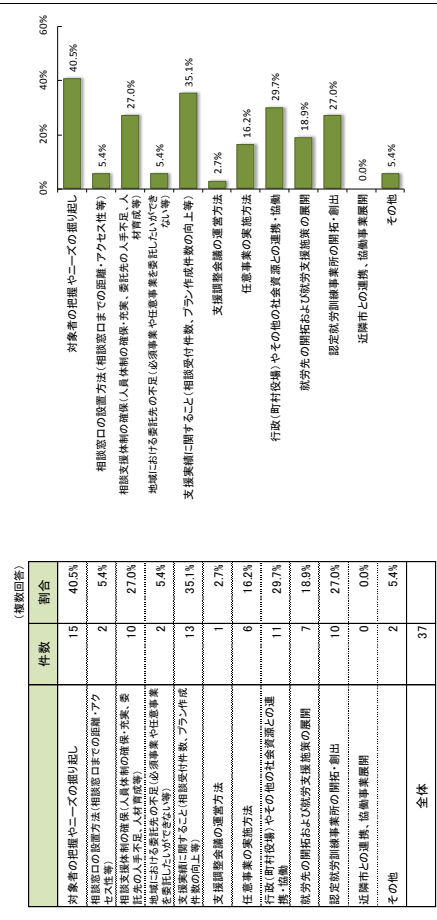 (複数回答)
件数 割合
対象者の把握やニーズの掘り起し 15 40.5%
相談窓口の設置方法(相談窓口までの距離・アク
セス性等) 2 5.4%
相談支援体制の確保(人員体制の確保・充実、委
託先の人手不足、人材育成等) 10 27.0%
地域における委託先の不足(必須事業や任意事業
を委託したいができない等) 2 5.4%
支援実績に関すること(相談受付件数、プラン作成
件数の向上等) 13 35.1%
支援調整会議の運営方法 1 2.7%
任意事業の実施方法 6 16.2%
行政(町村役場)やその他の社会資源との連
携・協働 11 29.7%
就労先の開拓および就労支援施策の展開 7 18.9%
認定就労訓練事業所の開拓・創出 10 27.0%
近隣市との連携、協働事業展開 0 0.0%
その他 2 5.4%
全体 37
0% 20% 40% 60%
対象者の把握やニーズの掘り起し 40.5%
相談窓口の設置方法(相談窓口までの距離・アクセス性等) 5.4%
相談支援体制の確保(人員体制の確保・充実、委託先の人手不足、人
材育成等) 27.0%
地域における委託先の不足(必須事業や任意事業を委託したいができ
ない等) 5.4%
支援実績に関すること(相談受付件数、プラン作成件数の向上等) 35.1%
支援調整会議の運営方法 2.7%
任意事業の実施方法 16.2%
行政(町村役場)やその他の社会資源との連携・協働 29.7%
就労先の開拓および就労支援施策の展開 18.9%
認定就労訓練事業所の開拓・創出 27.0%
近隣市との連携、協働事業展開 0.0%
その他 5.4%